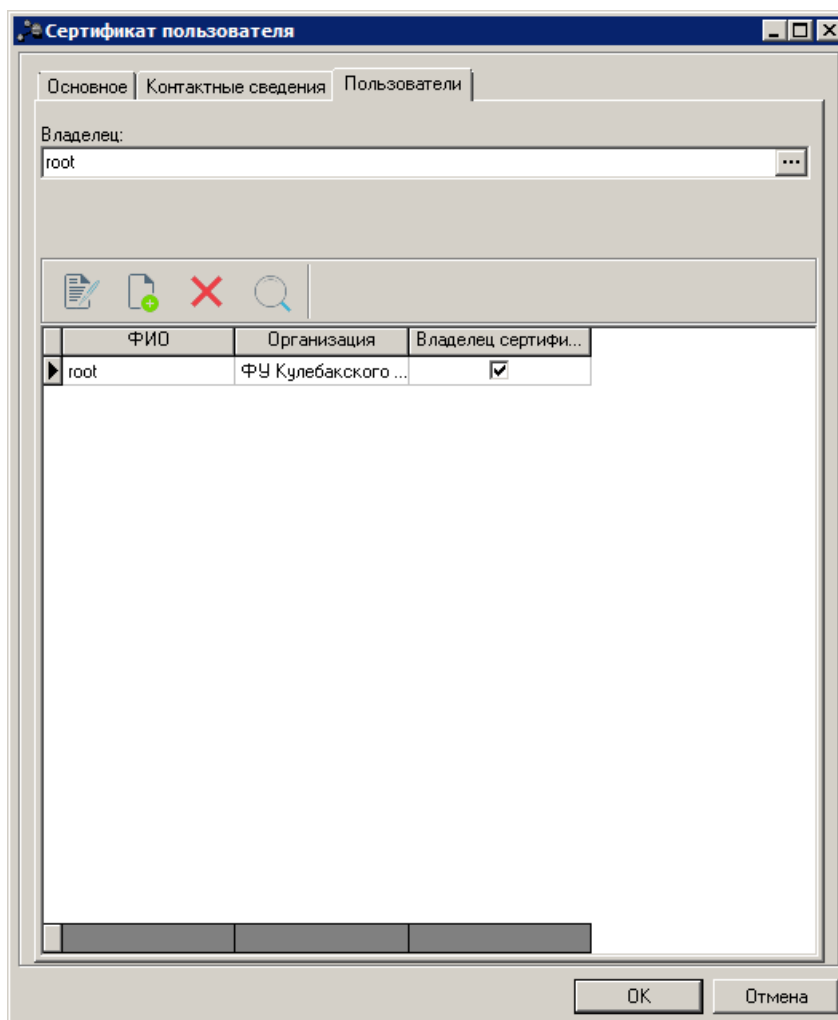 Сертификат пользователя
Основное Контактные сведения Пользователи
Владелец:
root
ФИО Организация Владелец сертифи...
root ФУ Кулебакского ...
OK Отмена